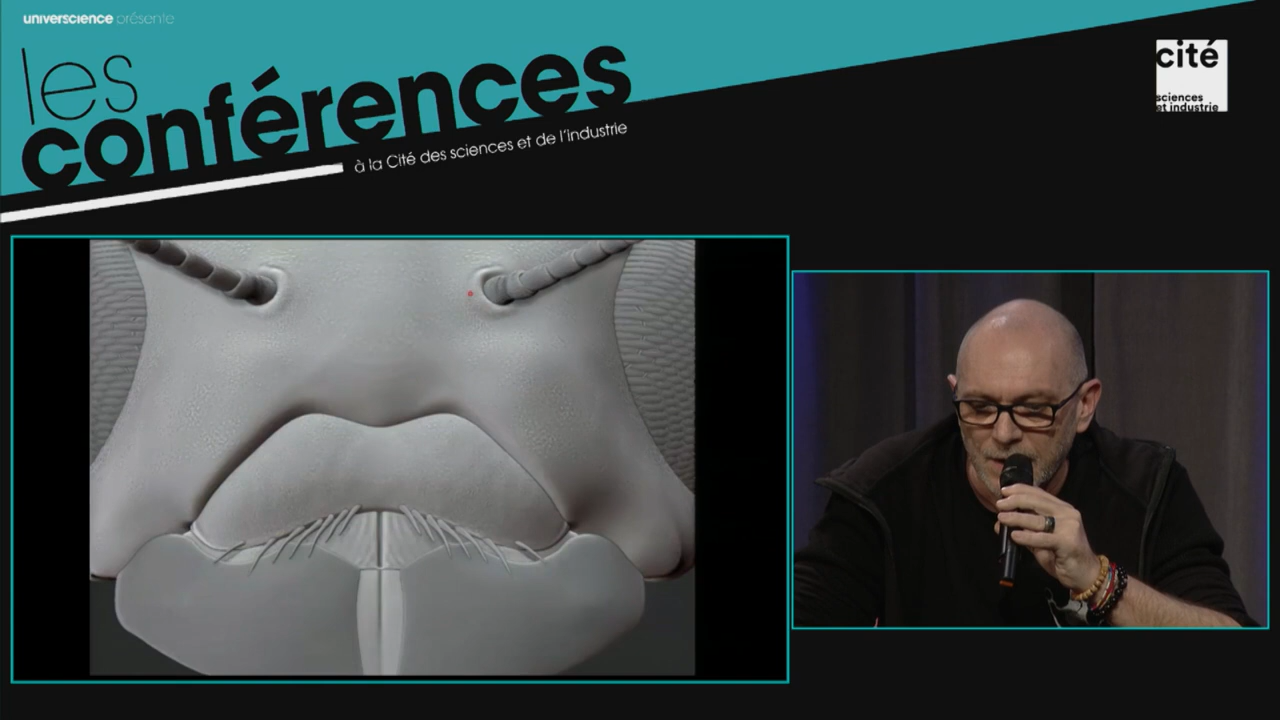 universcience présente
les
conférences
à la Cité des sciences et de l'industrie
cité
sciences
et industrie